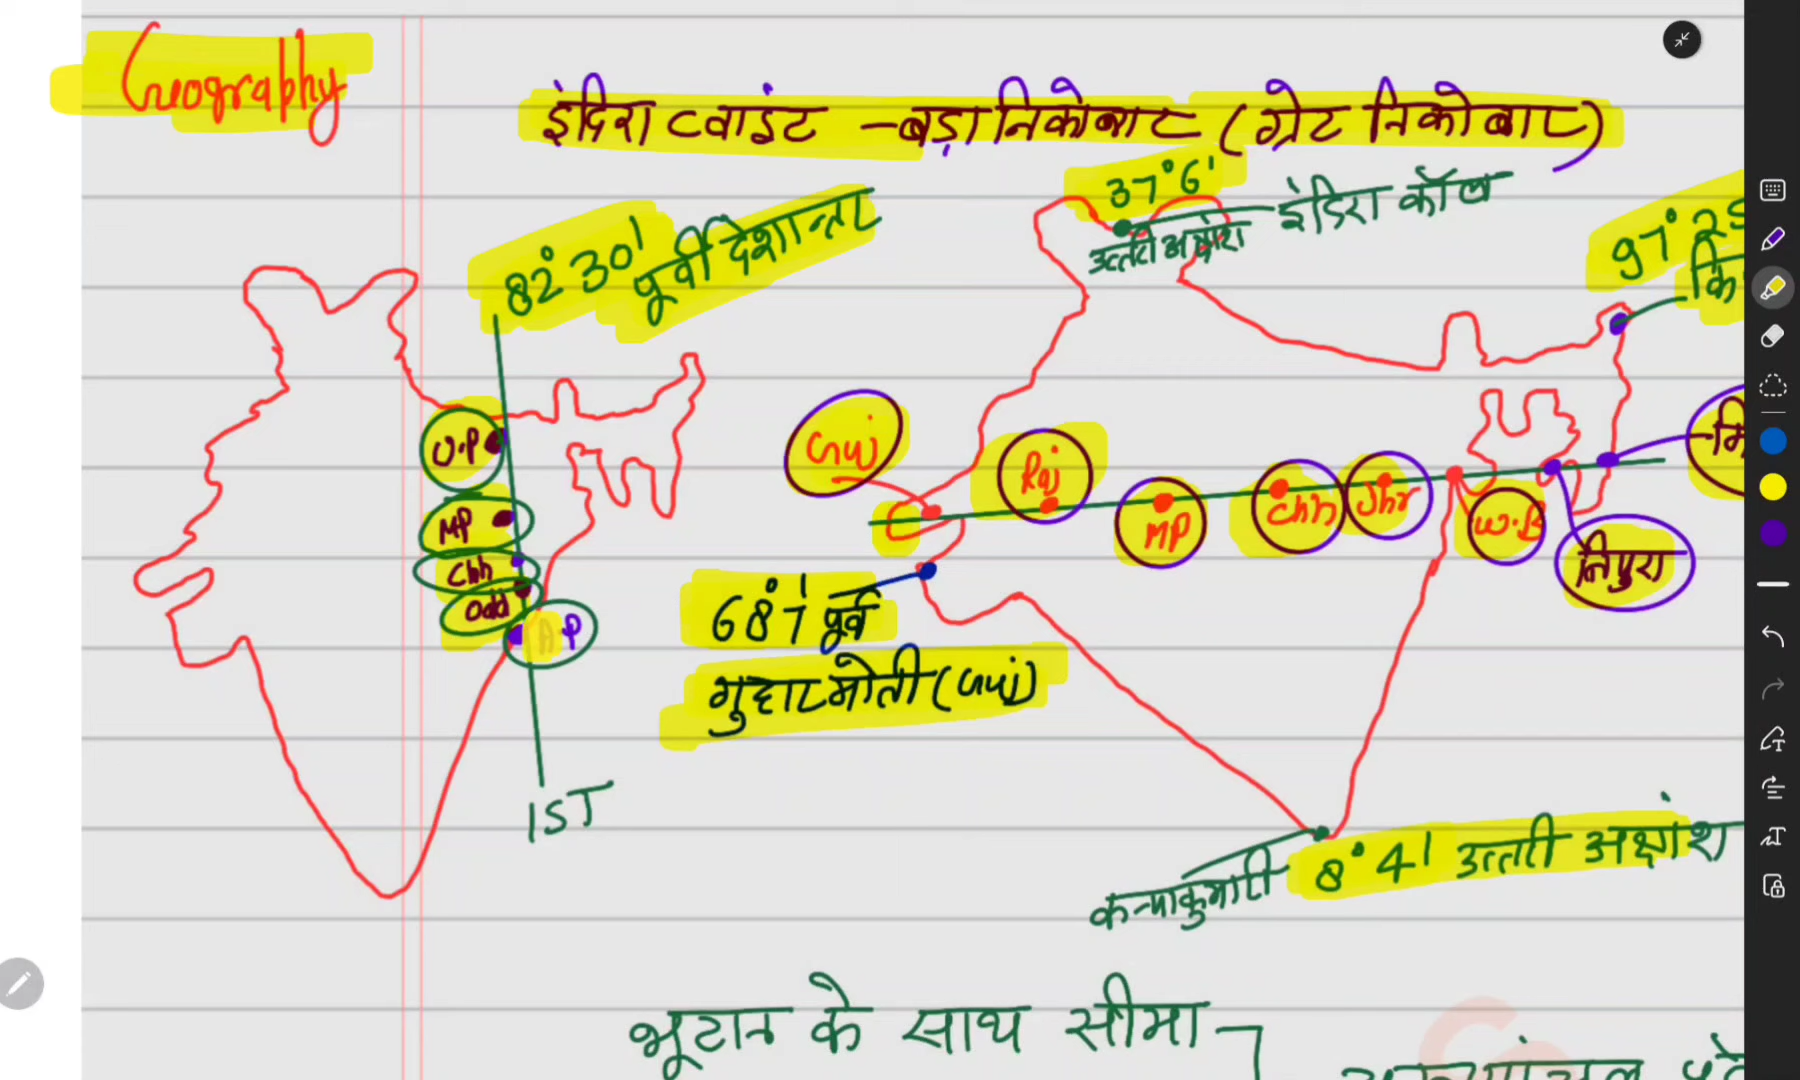 Geography
इंदिरा प्वाइंट - बड़ा निकोबार (ग्रेट निकोबार)
37°6'
उत्तरी अक्षांश
इंदिरा कॉल
82°30'
पूर्वी देशान्तर
97°25
कि
U.P
MP
Chh
Odd
A.P
IST
Guj
Raj
MP
Chh
Jhr
W.B
त्रिपुरा
मि
68°7' पूर्व
गुहारमोती (Guj)
8°4' उत्तरी अक्षांश
कन्याकुमारी
भूटान के साथ सीमा